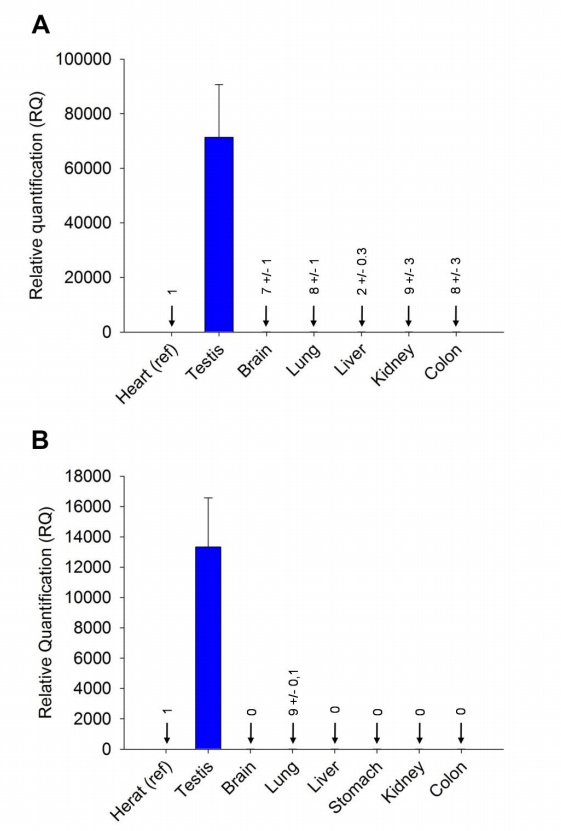 A
Relative quantification (RQ)
100000
80000
60000
40000
20000
0
1
7 +/- 1
8 +/- 1
2 +/- 0.3
9 +/- 3
8 +/- 3
Heart (ref)
Testis
Brain
Lung
Liver
Kidney
Colon
B
Relative Quantification (RQ)
18000
16000
14000
12000
10000
8000
6000
4000
2000
0
1
0
9 +/- 0,1
0
0
0
0
Herat (ref)
Testis
Brain
Lung
Liver
Stomach
Kidney
Colon